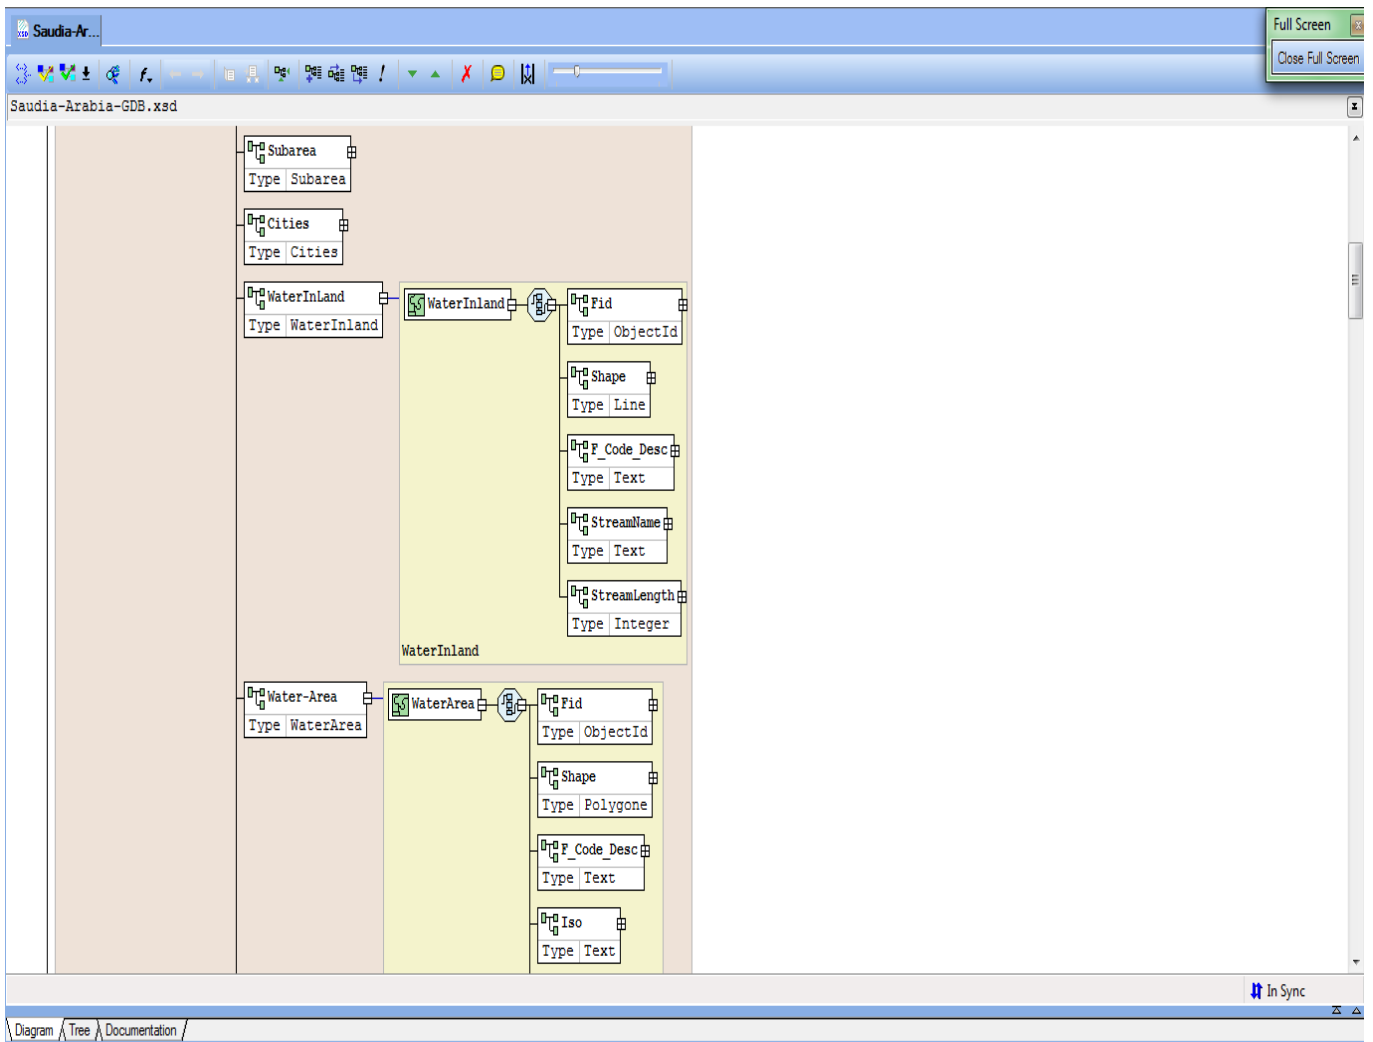 Saudia-Ar...
Full Screen
Close Full Screen
Saudia-Arabia-GDB.xsd
Subarea
Type Subarea
Cities
Type Cities
WaterInLand
Type WaterInland
WaterInland
Fid
Type ObjectId
Shape
Type Line
F_Code_Desc
Type Text
StreamName
Type Text
StreamLength
Type Integer
WaterInland
Water-Area
Type WaterArea
WaterArea
Fid
Type ObjectId
Shape
Type Polygone
F_Code_Desc
Type Text
Iso
Type Text
In Sync
Diagram Tree Documentation